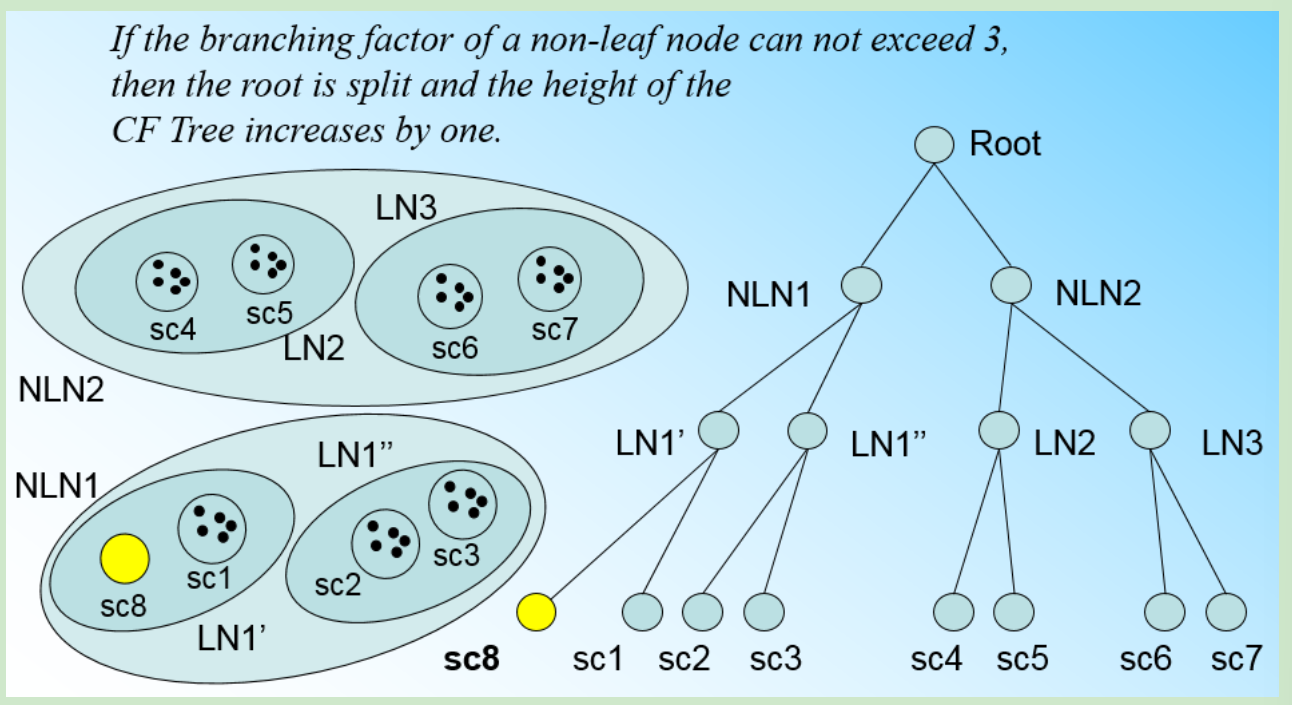 If the branching factor of a non-leaf node can not exceed 3,
then the root is split and the height of the
CF Tree increases by one.
Root
LN3
NLN1
NLN2
sc4
sc5
sc6
sc7
LN2
NLN2
LN1’
LN1’’
LN2
LN3
NLN1
LN1’’
sc8
sc1
sc2
sc3
LN1’
sc8
sc1
sc2
sc3
sc4
sc5
sc6
sc7